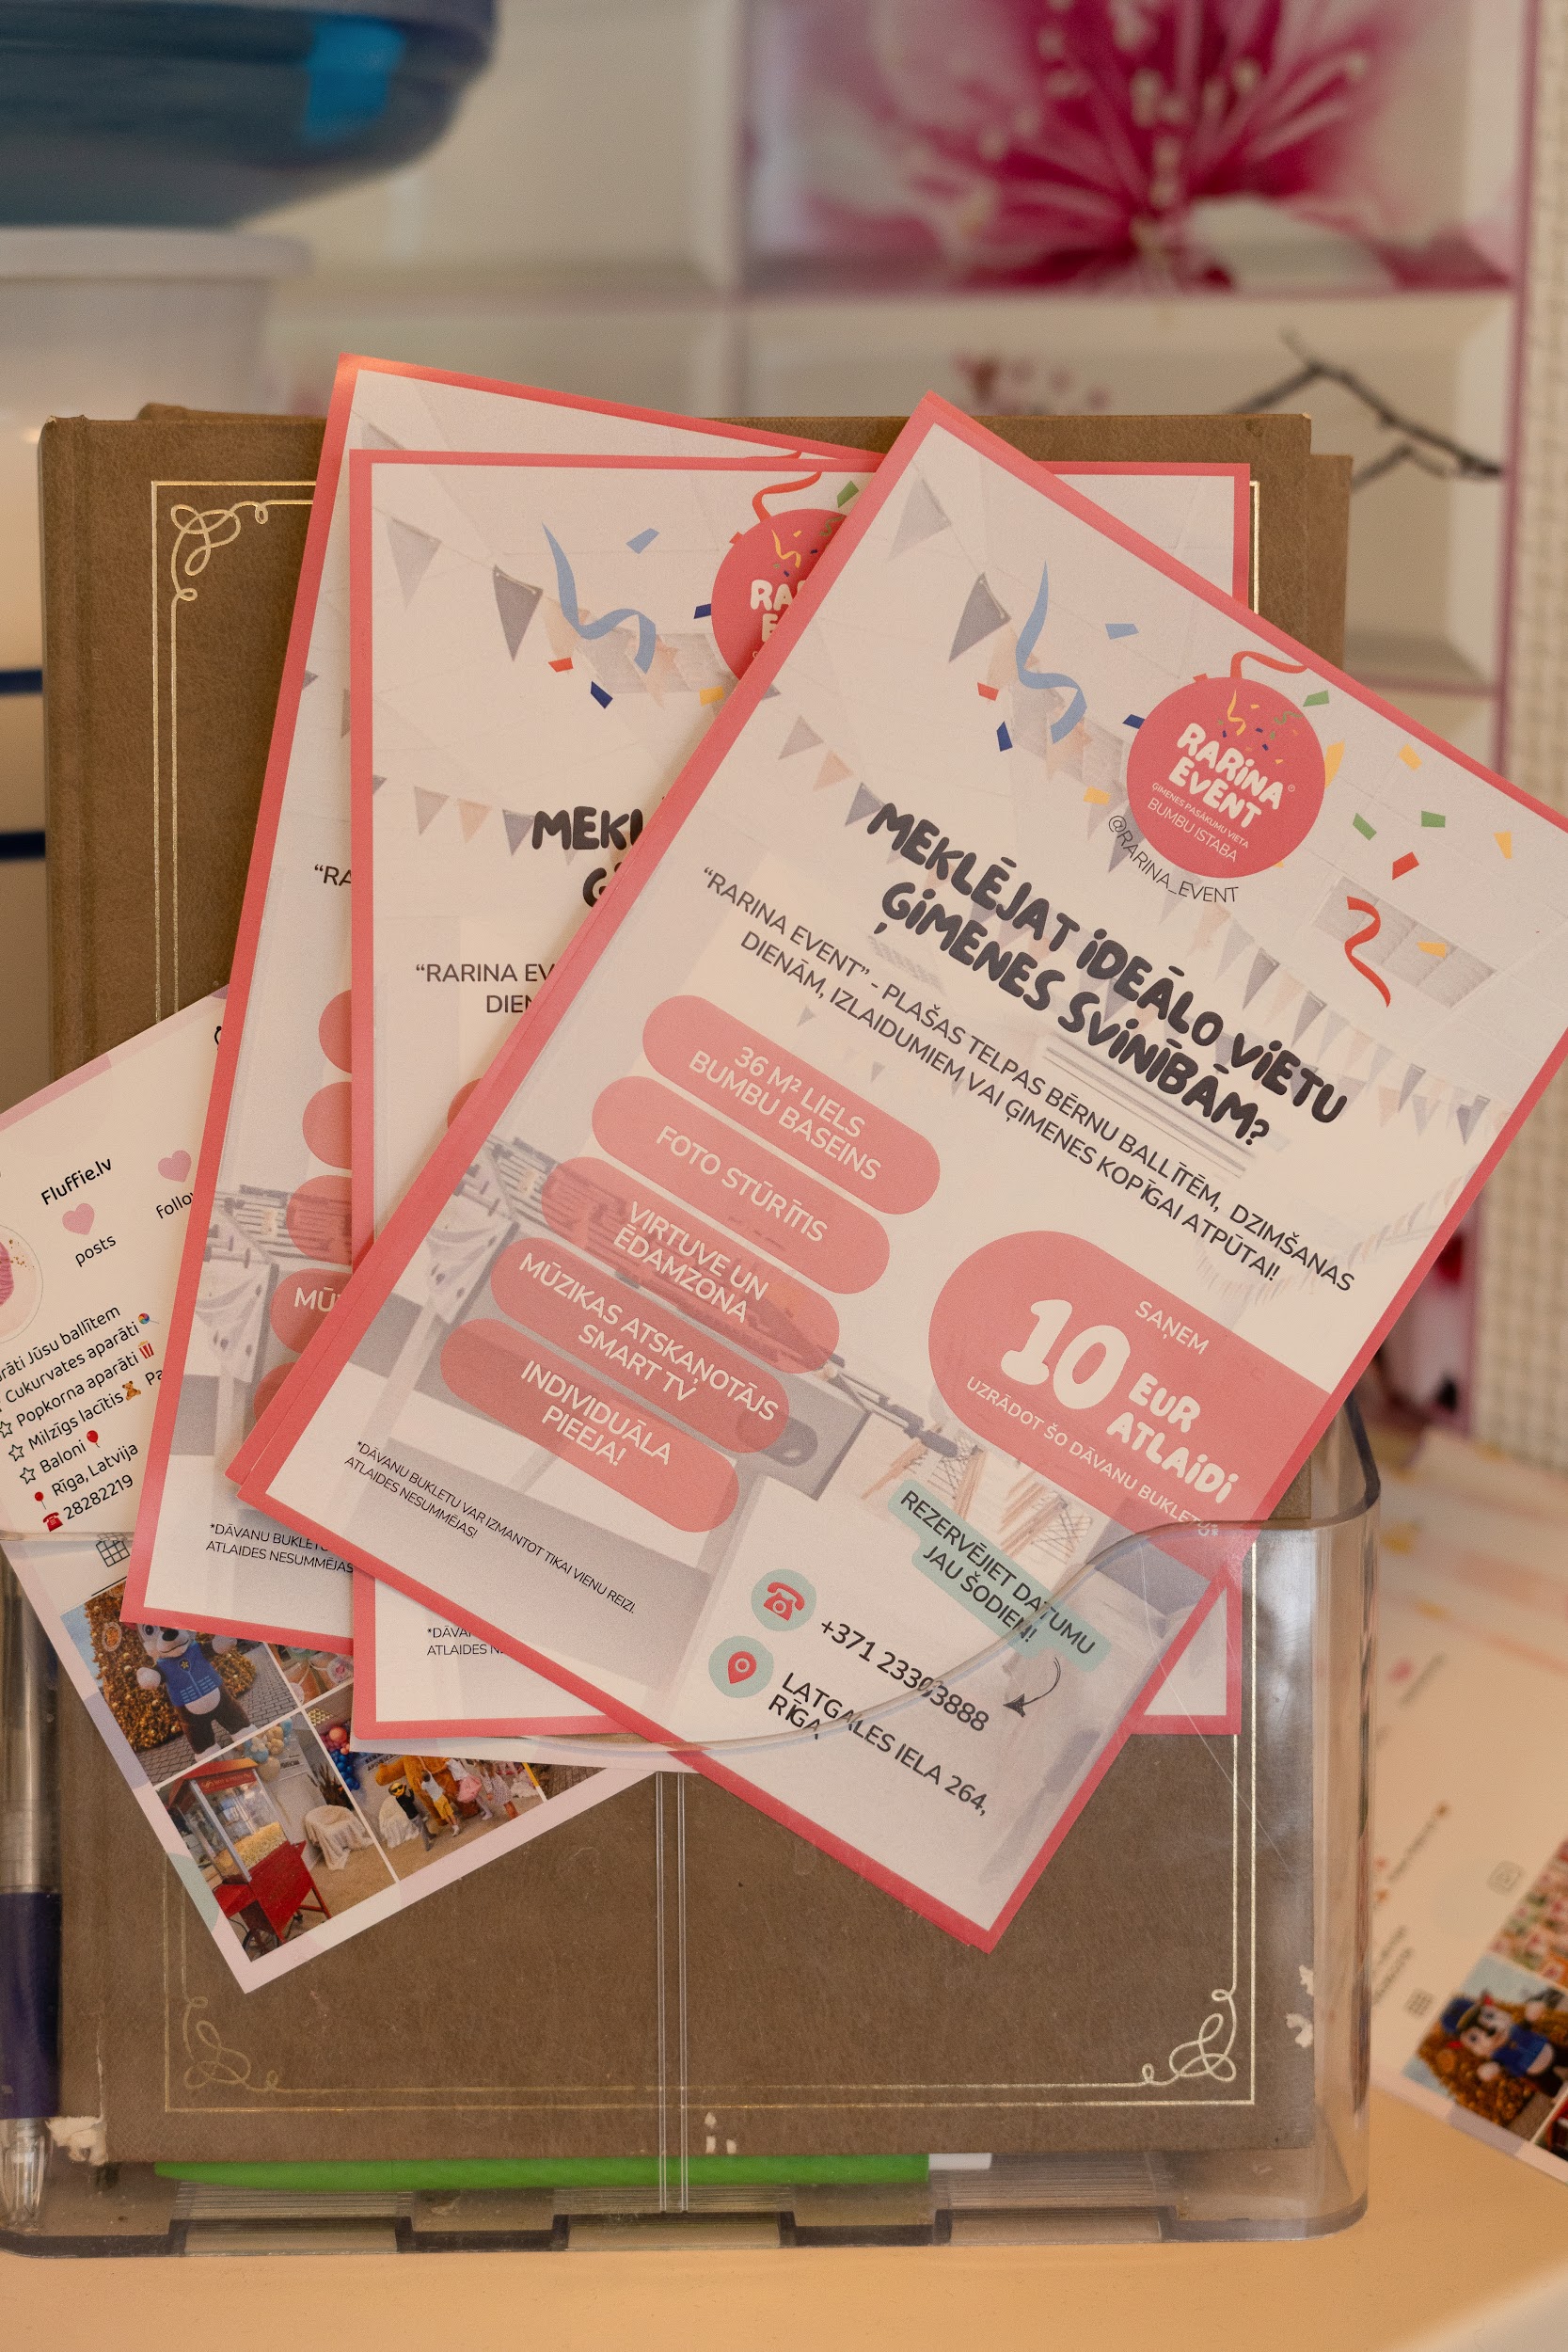 RARINA
EVENT®
ĢIMENES PASĀKUMU VIETA
BUMBU ISTABA
@RARINA_EVENT
MEKLĒJAT IDEĀLO VIETU
ĢIMENES SVINĪBĀM?
“RARINA EVENT” - PLAŠAS TELPAS BĒRNU BALLĪTĒM, DZIMŠANAS
DIENĀM, IZLAIDUMIEM VAI ĢIMENES KOPĪGAI ATPŪTAI!
36 M² LIELS
BUMBU BASEINS
FOTO STŪRĪTIS
VIRTUVE UN
ĒDAMZONA
MŪZIKAS ATSKAŅOTĀJS
SMART TV
INDIVIDUĀLA
PIEEJA!
SAŅEM
10 EUR
ATLAIDI
UZRĀDOT ŠO DĀVANU BUKLETU*
*DĀVANU BUKLETU VAR IZMANTOT TIKAI VIENU REIZI.
ATLAIDES NESUMMĒJAS!
REZERVĒJIET DATUMU
JAU ŠODIEN!
+371 23303888
LATGALES IELA 264,
RĪGA
RA
E
MEKL
Ģ
“RARINA EV
DIEN
*DĀVA
ATLAIDES N
“RA
MŪ
*DĀVANU BUKLETU
ATLAIDES NESUMMĒJAS
Fluffie.lv
posts
follo
rāti Jūsu ballītem
Cukurvates aparāti
Popkorna aparāti
Milzīgs lacītis Pa
Baloni
Rīga, Latvija
28282219